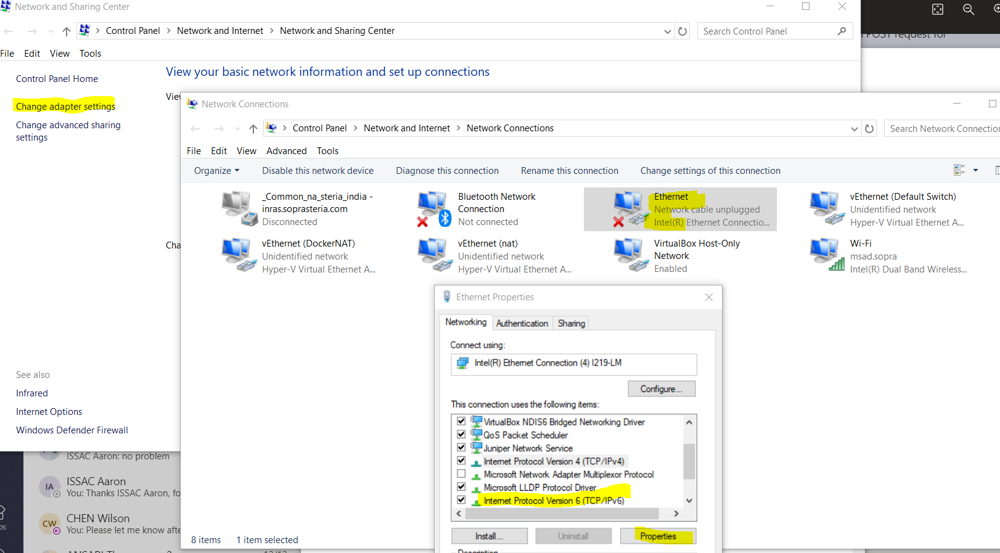 Network and Sharing Center
Control Panel > Network and Internet > Network and Sharing Center
Search Control Panel
File Edit View Tools
POST request for
Control Panel Home
Change adapter settings
Change advanced sharing
settings
View your basic network information and set up connections
See also
Infrared
Internet Options
Windows Defender Firewall
Network Connections
Control Panel > Network and Internet > Network Connections
File Edit View Advanced Tools
Organize Disable this network device Diagnose this connection Rename this connection Change settings of this connection
_Common_na_steria_india -
inras.soprasteria.com
Disconnected
Bluetooth Network
Connection
Not connected
Ethernet
Network cable unplugged
Intel(R) Ethernet Connectio...
vEthernet (Default Switch)
Unidentified network
Hyper-V Virtual Ethernet A...
vEthernet (DockerNAT)
Unidentified network
Hyper-V Virtual Ethernet A...
vEthernet (nat)
Unidentified network
Hyper-V Virtual Ethernet A...
VirtualBox Host-Only
Network
Enabled
Wi-Fi
msad.sopra
Intel(R) Dual Band Wireless...
8 items 1 item selected
Ethernet Properties
Networking Authentication Sharing
Connect using:
Intel(R) Ethernet Connection (4) I219-LM
Configure...
This connection uses the following items:
VirtualBox NDIS6 Bridged Networking Driver
QoS Packet Scheduler
Juniper Network Service
Internet Protocol Version 4 (TCP/IPv4)
Microsoft Network Adapter Multiplexor Protocol
Microsoft LLDP Protocol Driver
Internet Protocol Version 6 (TCP/IPv6)
Install... Uninstall Properties
Description
ISSAC Aaron: no problem
IA
ISSAC Aaron
You: Thanks ISSAC Aaron, fo
CW
CHEN Wilson
You: Please let me know afte